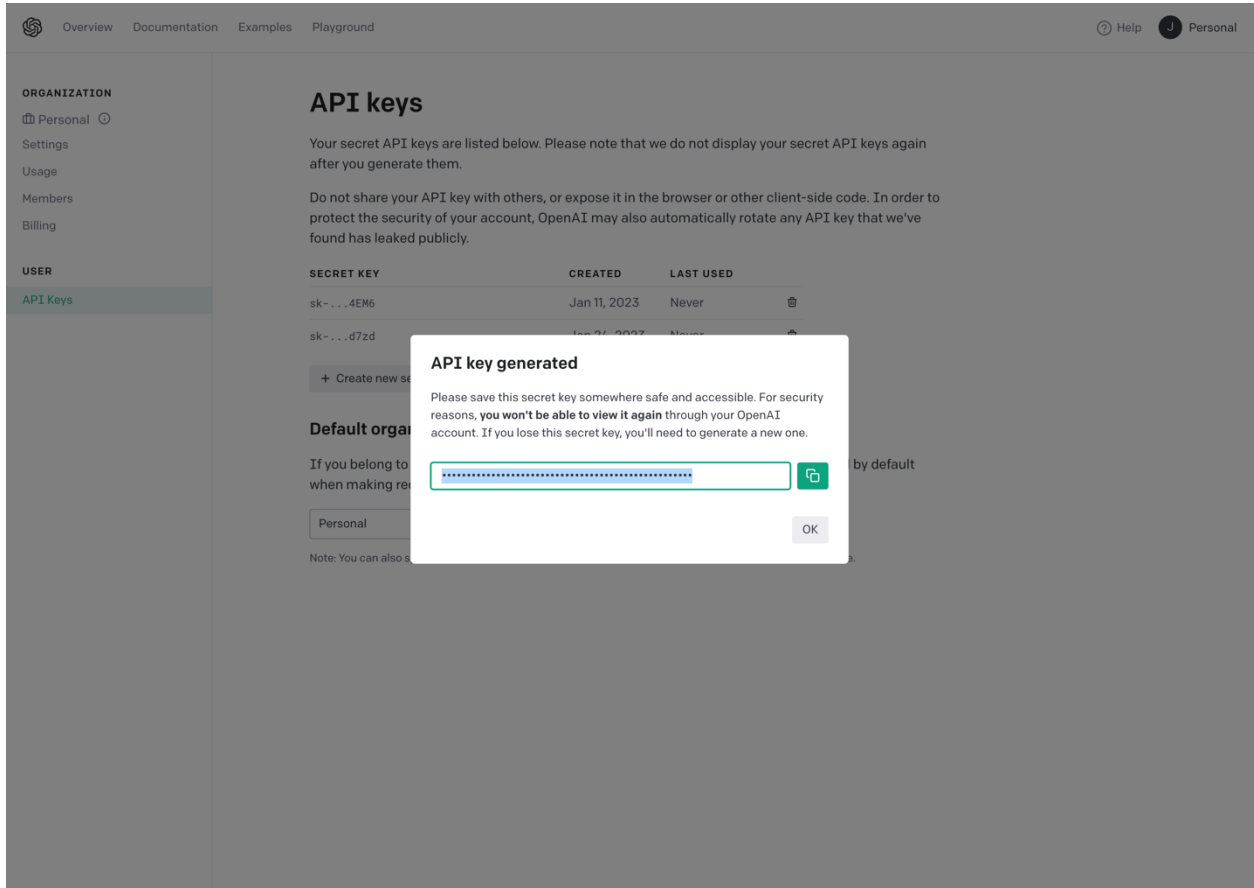 Overview Documentation Examples Playground
Help J Personal
ORGANIZATION
Personal
Settings
Usage
Members
Billing
USER
API Keys
API keys
Your secret API keys are listed below. Please note that we do not display your secret API keys again
after you generate them.
Do not share your API key with others, or expose it in the browser or other client-side code. In order to
protect the security of your account, OpenAI may also automatically rotate any API key that we've
found has leaked publicly.
SECRET KEY CREATED LAST USED
sk-...4EM6 Jan 11, 2023 Never
sk-...d7zd Jan 24, 2023 Never
+ Create new
Default
If you belong to by default
when making
Personal
Note: You can also
API key generated
Please save this secret key somewhere safe and accessible. For security
reasons, you won't be able to view it again through your OpenAI
account. If you lose this secret key, you'll need to generate a new one.
••••••••••••••••••••••••••••••••••••••••••••••••••• 
OK